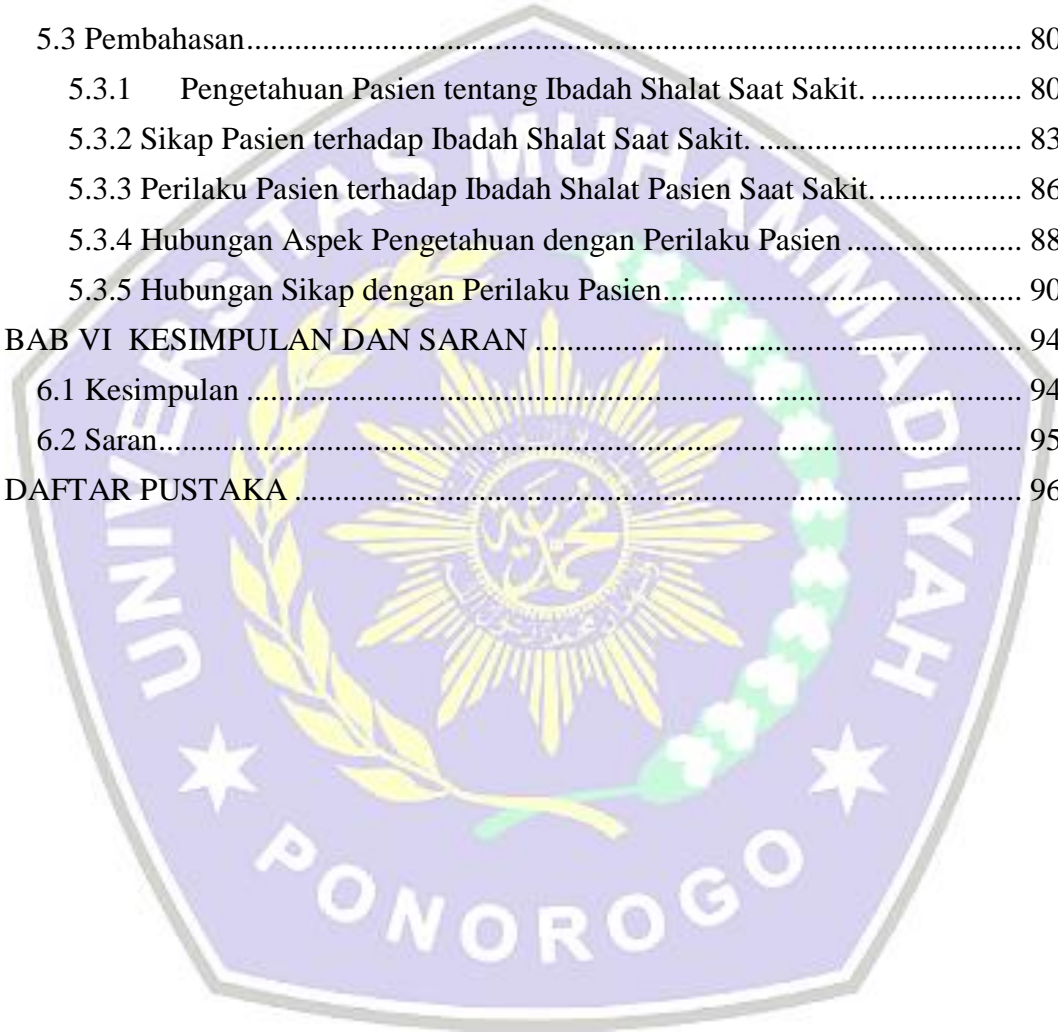 5.3 Pembahasan.................................................................................. 80
5.3.1 Pengetahuan Pasien tentang Ibadah Shalat Saat Sakit. ................ 80
5.3.2 Sikap Pasien terhadap Ibadah Shalat Saat Sakit. ............................ 83
5.3.3 Perilaku Pasien terhadap Ibadah Shalat Pasien Saat Sakit................ 86
5.3.4 Hubungan Aspek Pengetahuan dengan Perilaku Pasien ................... 88
5.3.5 Hubungan Sikap dengan Perilaku Pasien...................................... 90
BAB VI KESIMPULAN DAN SARAN .................................................... 94
6.1 Kesimpulan .................................................................................. 94
6.2 Saran........................................................................................... 95
DAFTAR PUSTAKA ............................................................................. 96
UNIVERSITAS MUHAMMADIYAH
PONOROGO